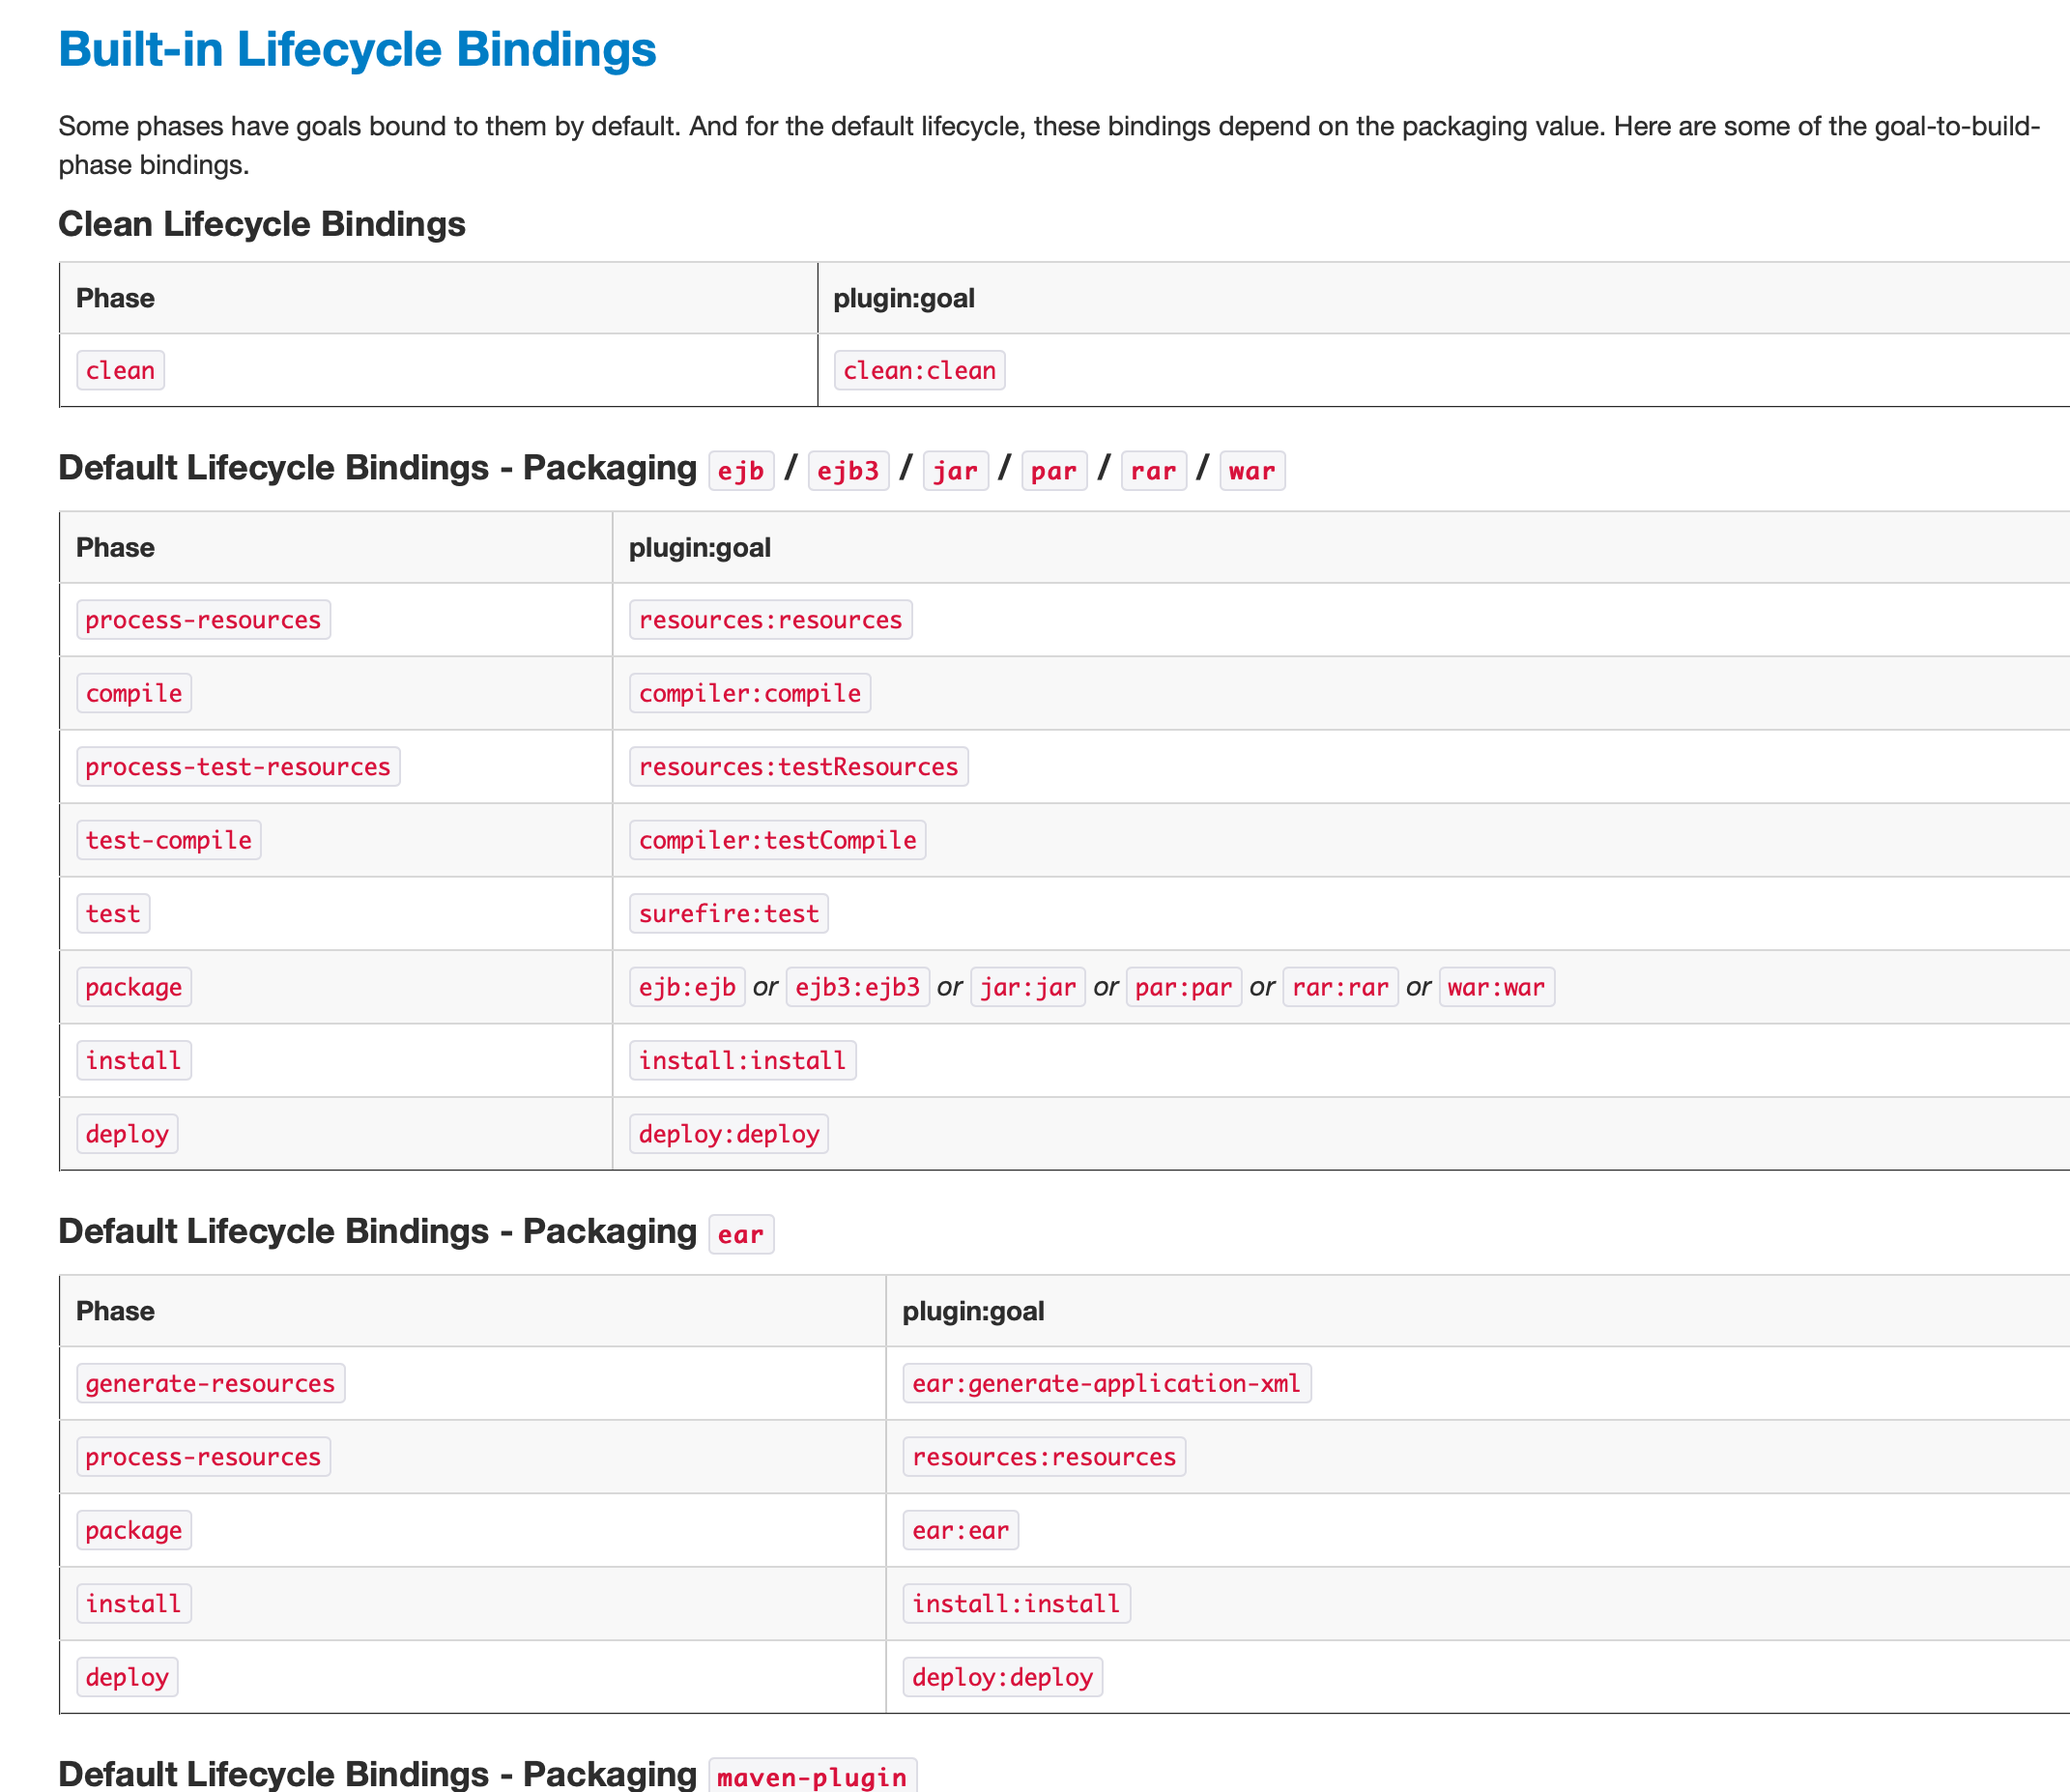 Built-in Lifecycle Bindings
Some phases have goals bound to them by default. And for the default lifecycle, these bindings depend on the packaging value. Here are some of the goal-to-build-
phase bindings.
Clean Lifecycle Bindings
Phase plugin:goal
clean clean:clean
Default Lifecycle Bindings - Packaging ejb / ejb3 / jar / par / rar / war
Phase plugin:goal
process-resources resources:resources
compile compiler:compile
process-test-resources resources:testResources
test-compile compiler:testCompile
test surefire:test
package ejb:ejb or ejb3:ejb3 or jar:jar or par:par or rar:rar or war:war
install install:install
deploy deploy:deploy
Default Lifecycle Bindings - Packaging ear
Phase plugin:goal
generate-resources ear:generate-application-xml
process-resources resources:resources
package ear:ear
install install:install
deploy deploy:deploy
Default Lifecycle Bindings - Packaging maven-plugin